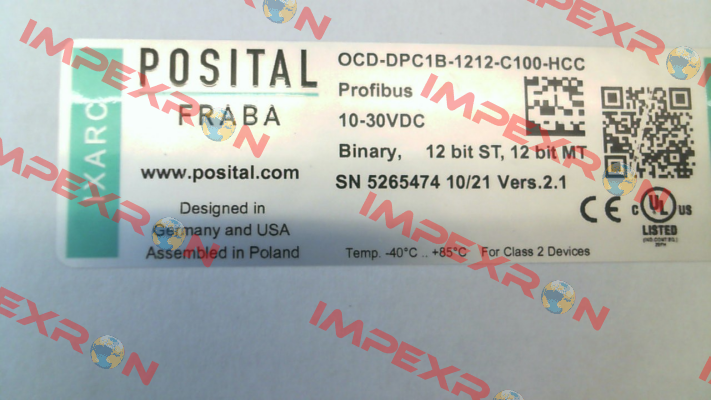 IXARC
POSITAL
FRABA
www.posital.com
Designed in
Germany and USA
Assembled in Poland
OCD-DPC1B-1212-C100-HCC
Profibus
10-30VDC
Binary, 12 bit ST, 12 bit MT
SN 5265474 10/21 Vers.2.1
CE C UL US
LISTED
Temp. -40°C .. +85°C For Class 2 Devices
IMPEXRON
IMPEXRON
IMPEXRON
IMPEXRON
IMPEXRON
IMPEXRON